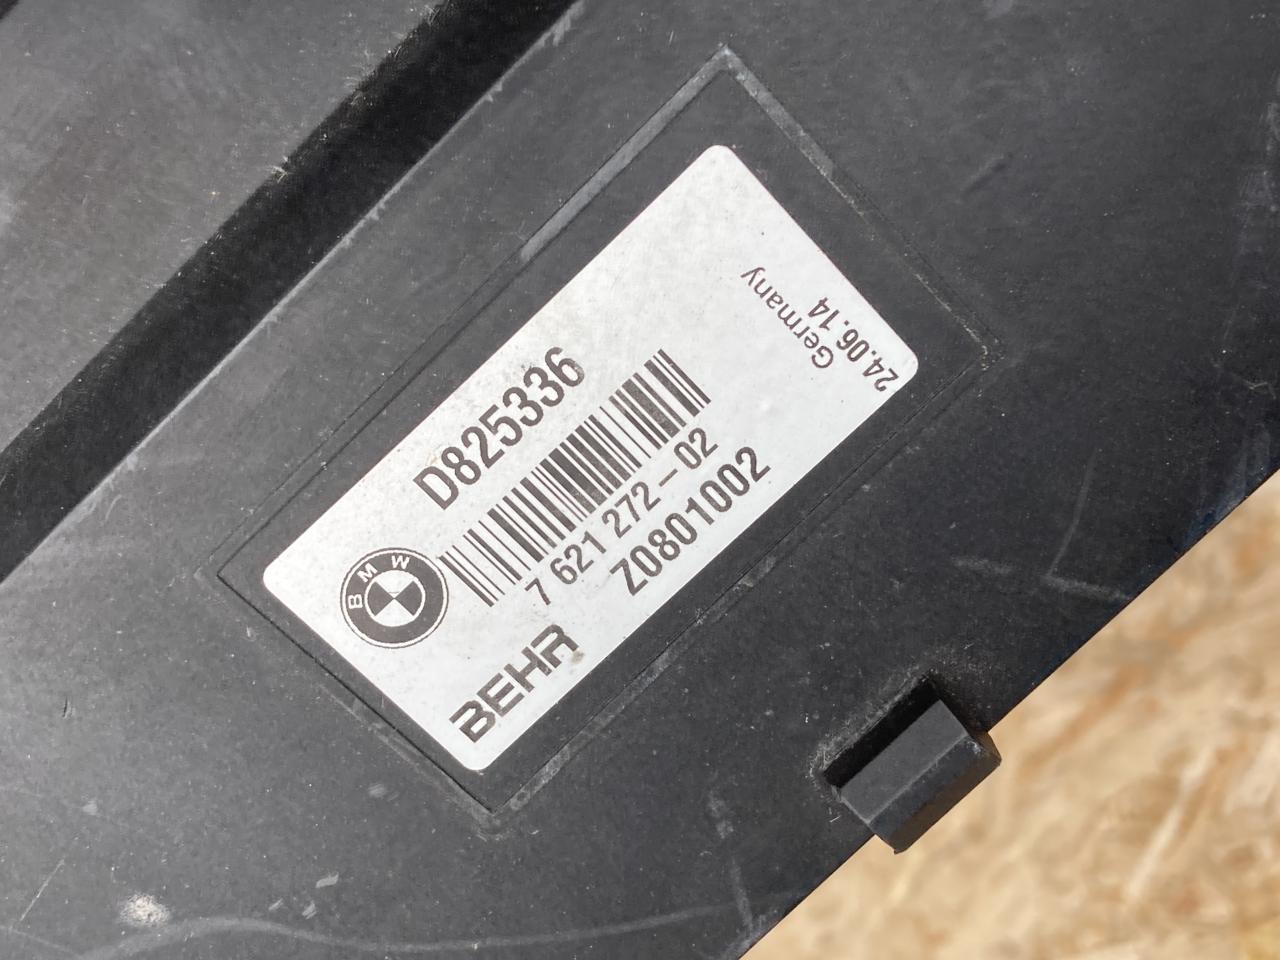 D825336
BMW
7 621 272-02
Z0801002
BEHR
Germany
24.06.14